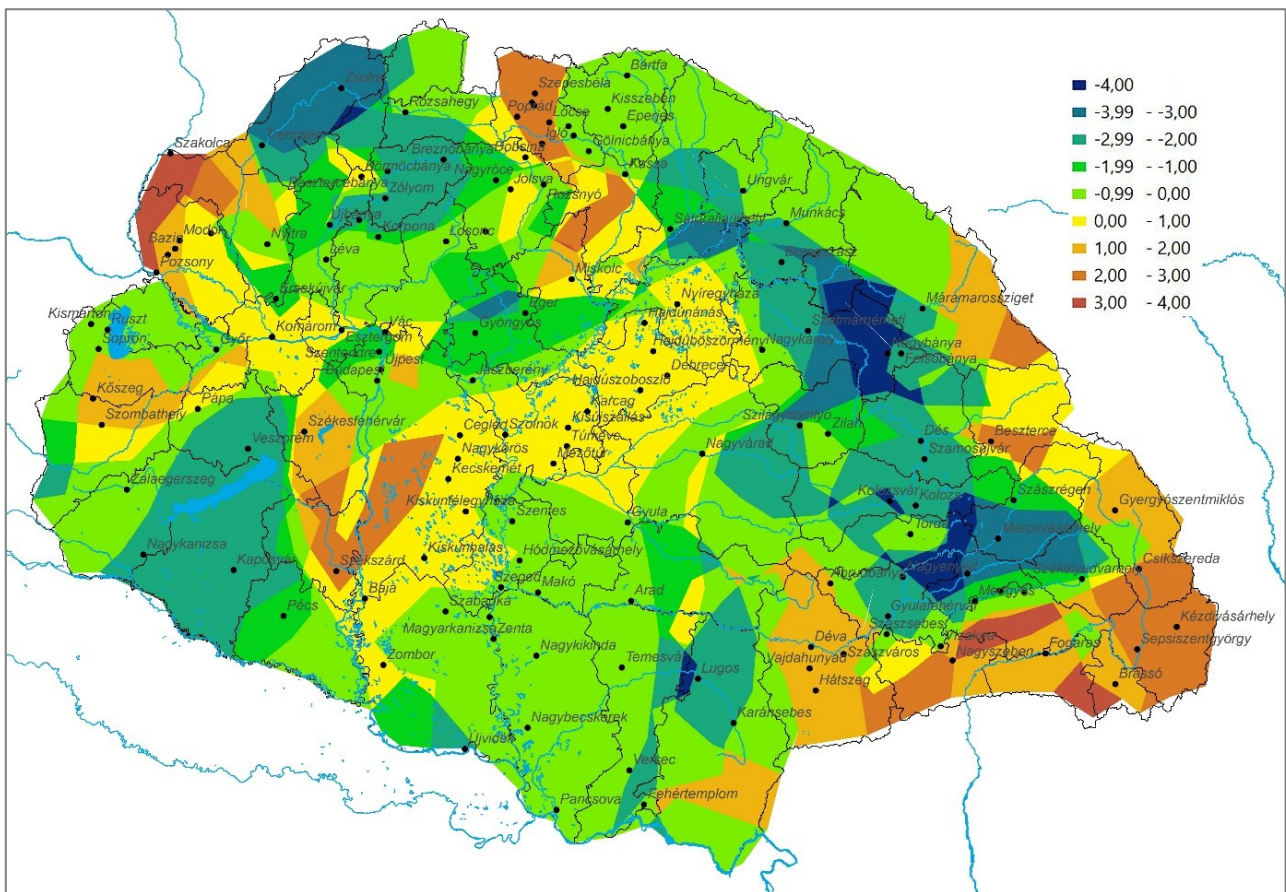 -4,00
-3,99 - -3,00
-2,99 - -2,00
-1,99 - -1,00
-0,99 - 0,00
0,00 - 1,00
1,00 - 2,00
2,00 - 3,00
3,00 - 4,00
Bártfa
Zsolna
Szepesbéla
Rózsahegy
Poprád
Kisszeben
Lőcse
Eperjes
Trencsén
Igló
Szakolca
Gölnicbánya
Breznóbánya
Dobsina
Körmöcbánya
Kassa
Besztercebánya
Nagyrőce
Jolsva
Zólyom
Rozsnyó
Ungvár
Újbánya
Sátoraljaújhely
Munkács
Modor
Bazin
Nyitra
Korpona
Losonc
Léva
Beregszász
Pozsony
Miskolc
Érsekújvár
Nyíregyháza
Máramarossziget
Kismarton
Eger
Ruszt
Vác
Hajdúnánás
Komárom
Gyöngyös
Szatmárnémeti
Sopron
Esztergom
Győr
Hajdúböszörmény
Nagykároly
Nagybánya
Szentendre
Újpest
Felsőbánya
Budapest
Jászberény
Debrecen
Kőszeg
Hajdúszoboszló
Pápa
Karcag
Szombathely
Kisújszállás
Szilágysomlyó
Székesfehérvár
Cegléd
Szolnok
Zilah
Dés
Beszterce
Veszprém
Túrkeve
Nagykőrös
Nagyvárad
Szamosújvár
Mezőtúr
Kecskemét
Zalaegerszeg
Kiskunfélegyháza
Kolozsvár
Kolozs
Szászrégen
Gyergyószentmiklós
Szentes
Gyula
Torda
Marosvásárhely
Nagykanizsa
Kiskunhalas
Hódmezővásárhely
Csíkszereda
Kaposvár
Szekszárd
Abrudbánya
Nagyenyed
Székelyudvarhely
Szeged
Makó
Baja
Arad
Medgyes
Pécs
Szabadka
Gyulafehérvár
Kézdivásárhely
Magyarkanizsa
Zenta
Szászsebes
Vízakna
Sepsiszentgyörgy
Déva
Szászváros
Nagyszeben
Fogaras
Nagykikinda
Zombor
Temesvár
Vajdahunyad
Lugos
Brassó
Hátszeg
Karánsebes
Nagybecskerek
Újvidék
Versec
Pancsova
Fehértemplom